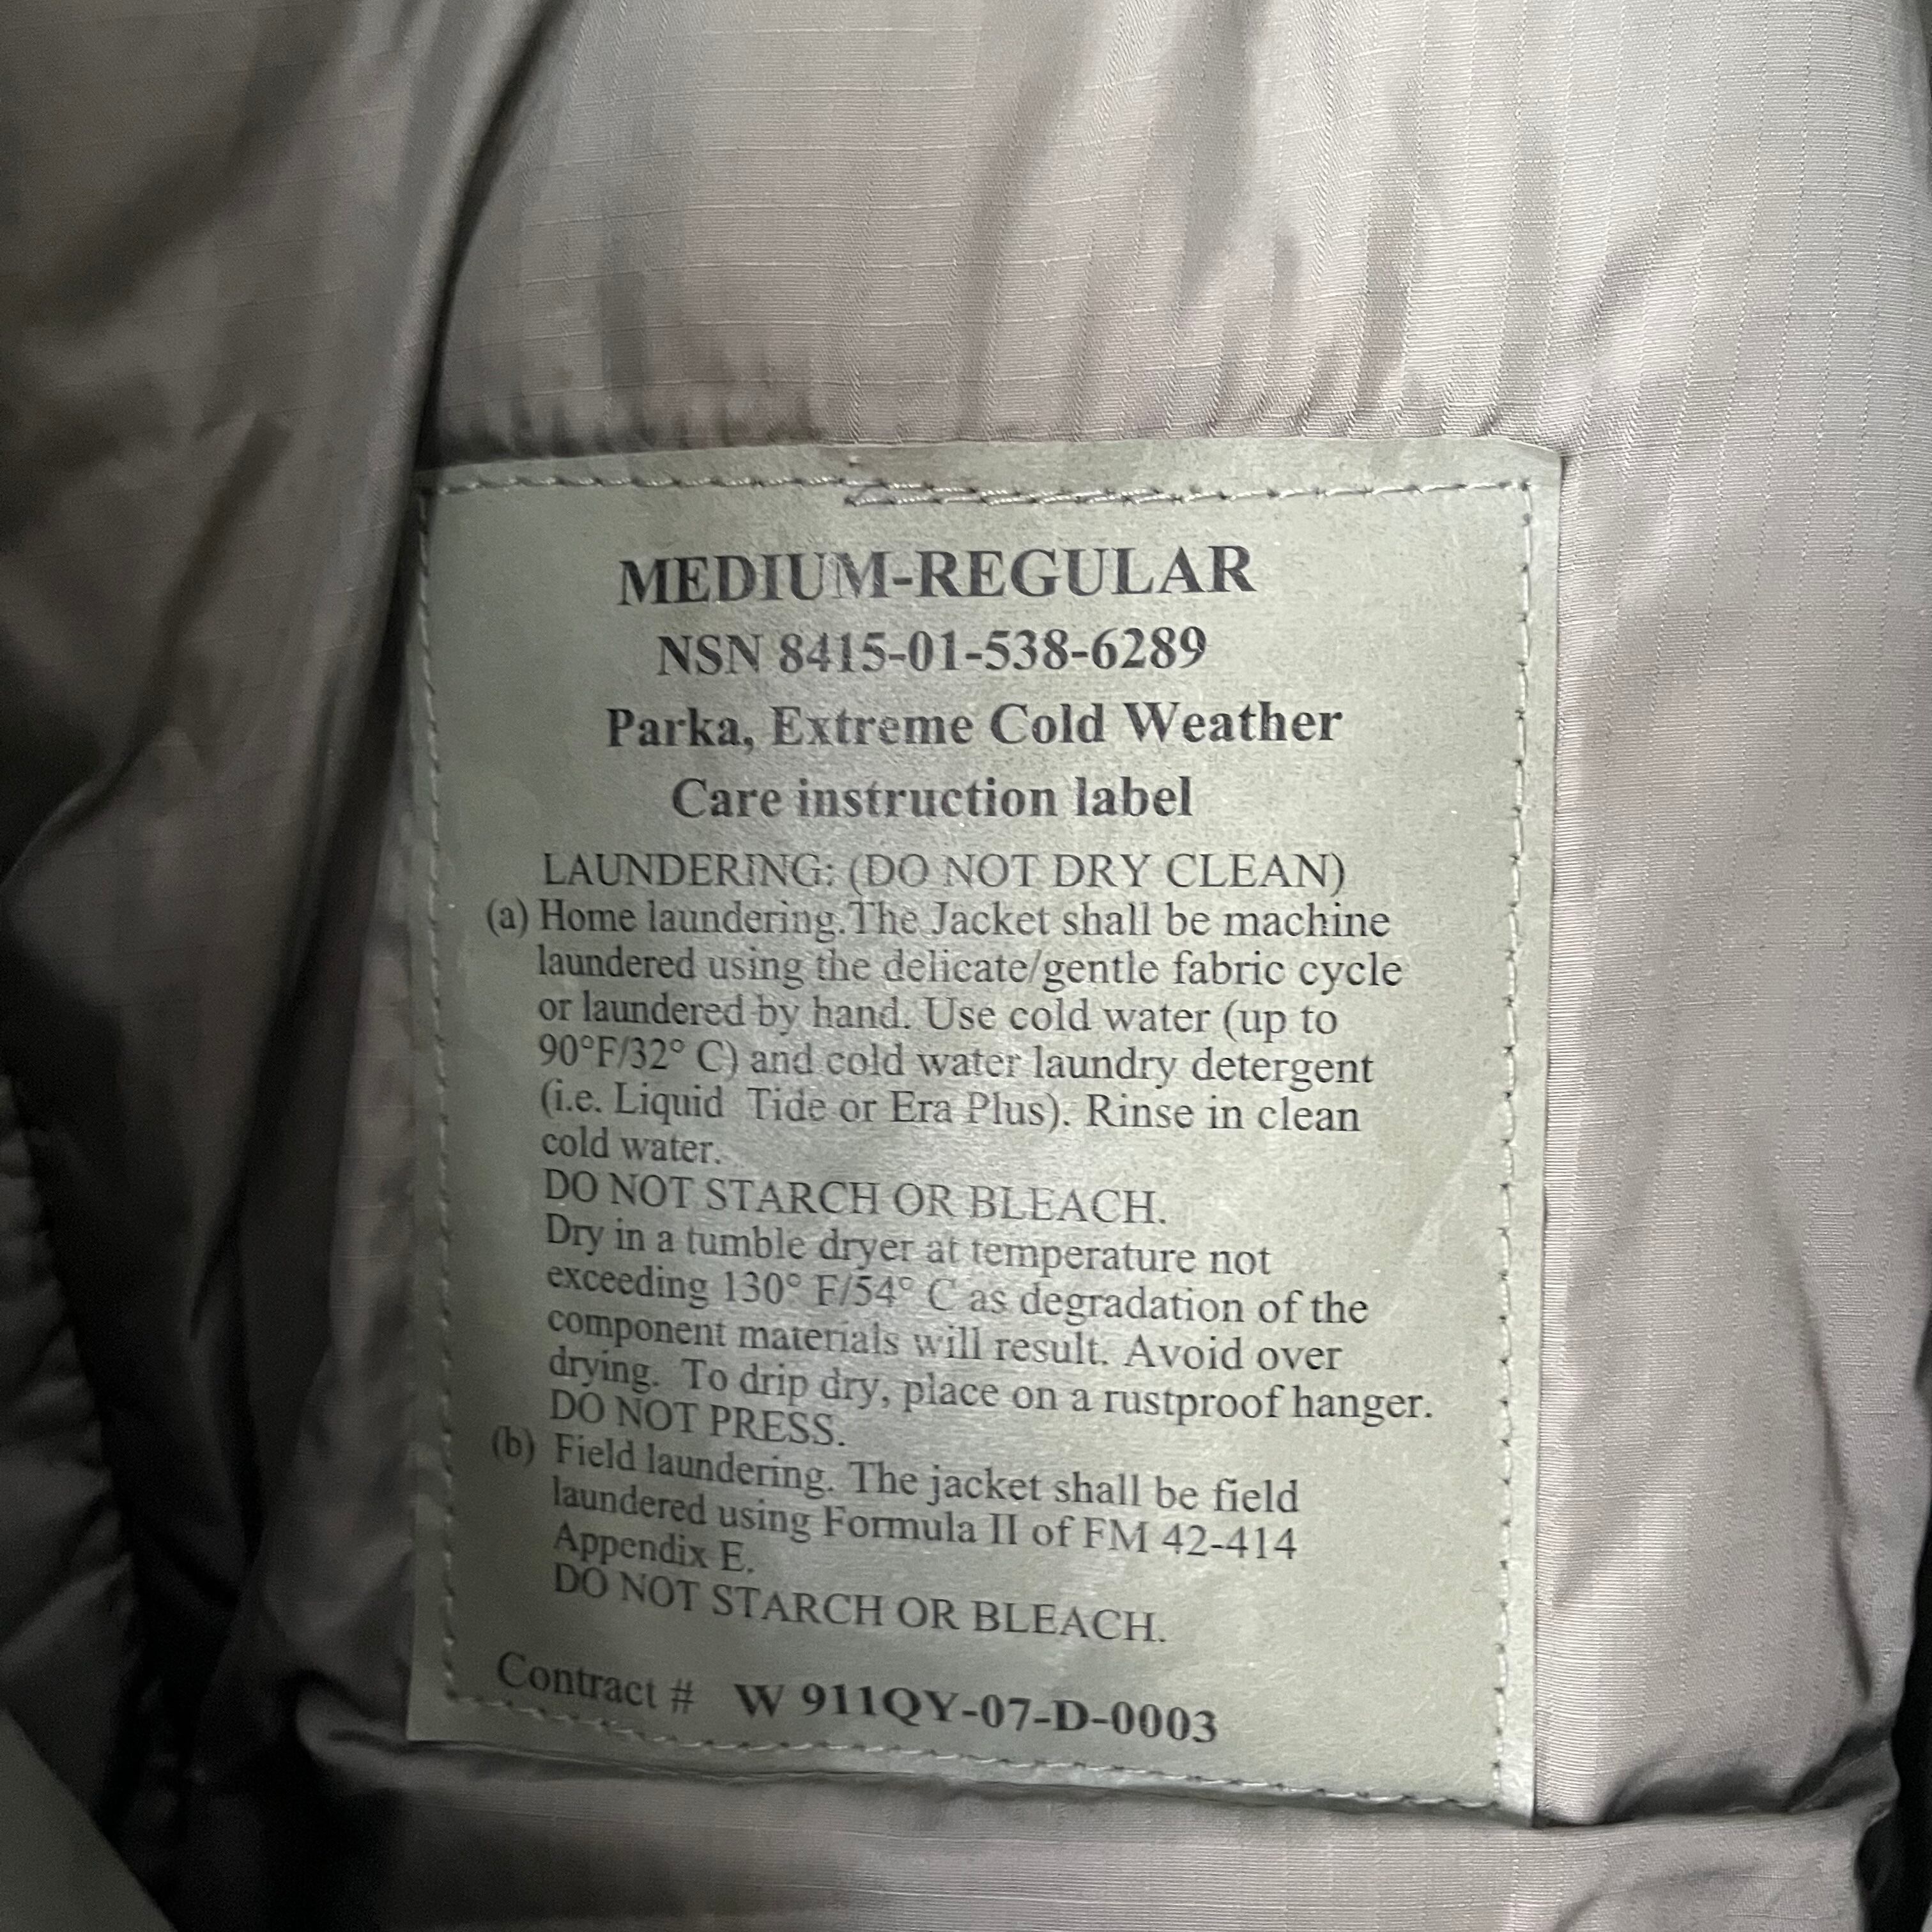 MEDIUM-REGULAR
NSN 8415-01-538-6289
Parka, Extreme Cold Weather
Care instruction label
LAUNDERING: (DO NOT DRY CLEAN)
(a) Home laundering.The Jacket shall be machine
laundered using the delicate/gentle fabric cycle
or laundered by hand. Use cold water (up to
90°F/32° C) and cold water laundry detergent
(i.e. Liquid Tide or Era Plus). Rinse in clean
cold water.
DO NOT STARCH OR BLEACH.
Dry in a tumble dryer at temperature not
exceeding 130° F/54° C as degradation of the
component materials will result. Avoid over
drying. To drip dry, place on a rustproof hanger.
DO NOT PRESS.
(b) Field laundering. The jacket shall be field
laundered using Formula II of FM 42-414
Appendix E.
DO NOT STARCH OR BLEACH.
Contract # W 911QY-07-D-0003